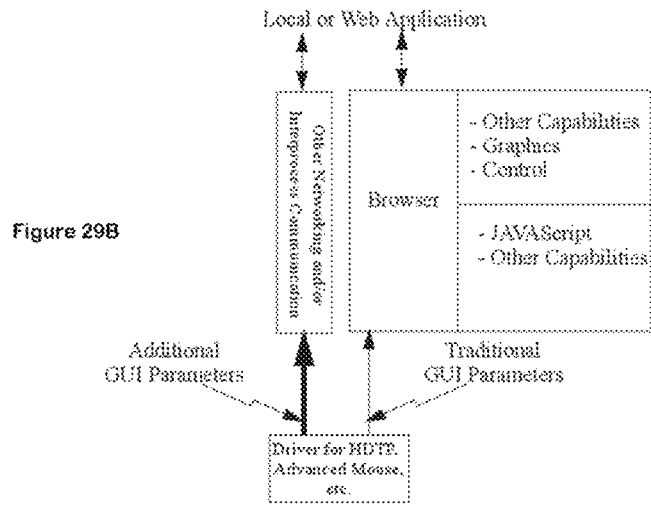 Local or Web Application
Other Networking and/or
Interprocess Communication
Browser
- Other Capabilities
- Graphics
- Control
- JAVAScript
- Other Capabilities
Figure 29B
Additional
GUI Parameters
Traditional
GUI Parameters
Driver for HDTP,
Advanced Mouse,
etc.